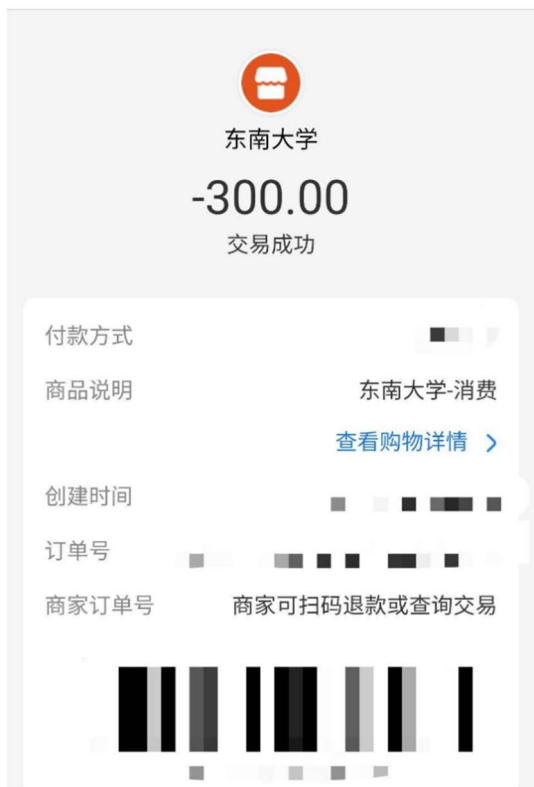 东南大学
-300.00
交易成功
付款方式
商品说明 东南大学-消费
查看购物详情
创建时间
订单号
商家订单号 商家可扫码退款或查询交易